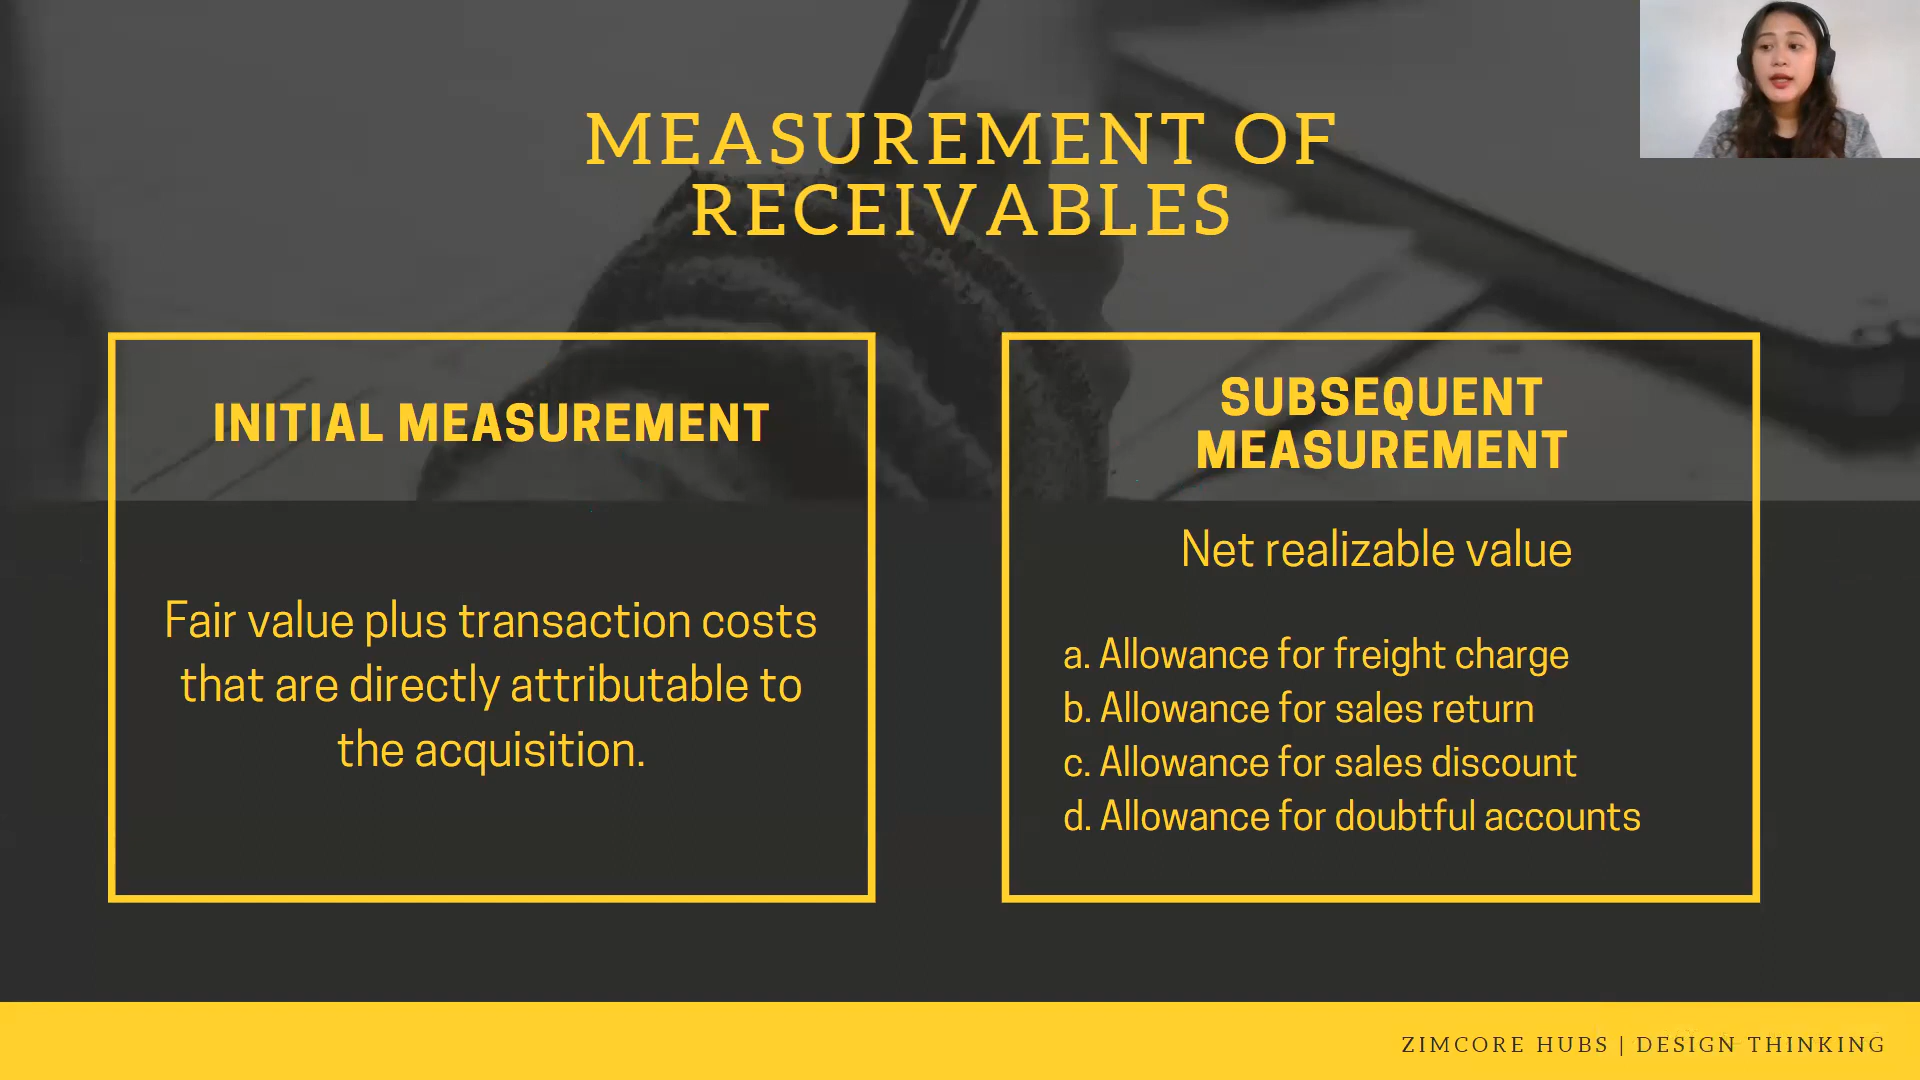 MEASUREMENT OF
RECEIVABLES
INITIAL MEASUREMENT
Fair value plus transaction costs
that are directly attributable to
the acquisition.
SUBSEQUENT
MEASUREMENT
Net realizable value
a. Allowance for freight charge
b. Allowance for sales return
c. Allowance for sales discount
d. Allowance for doubtful accounts
ZIMCORE HUBS | DESIGN THINKING